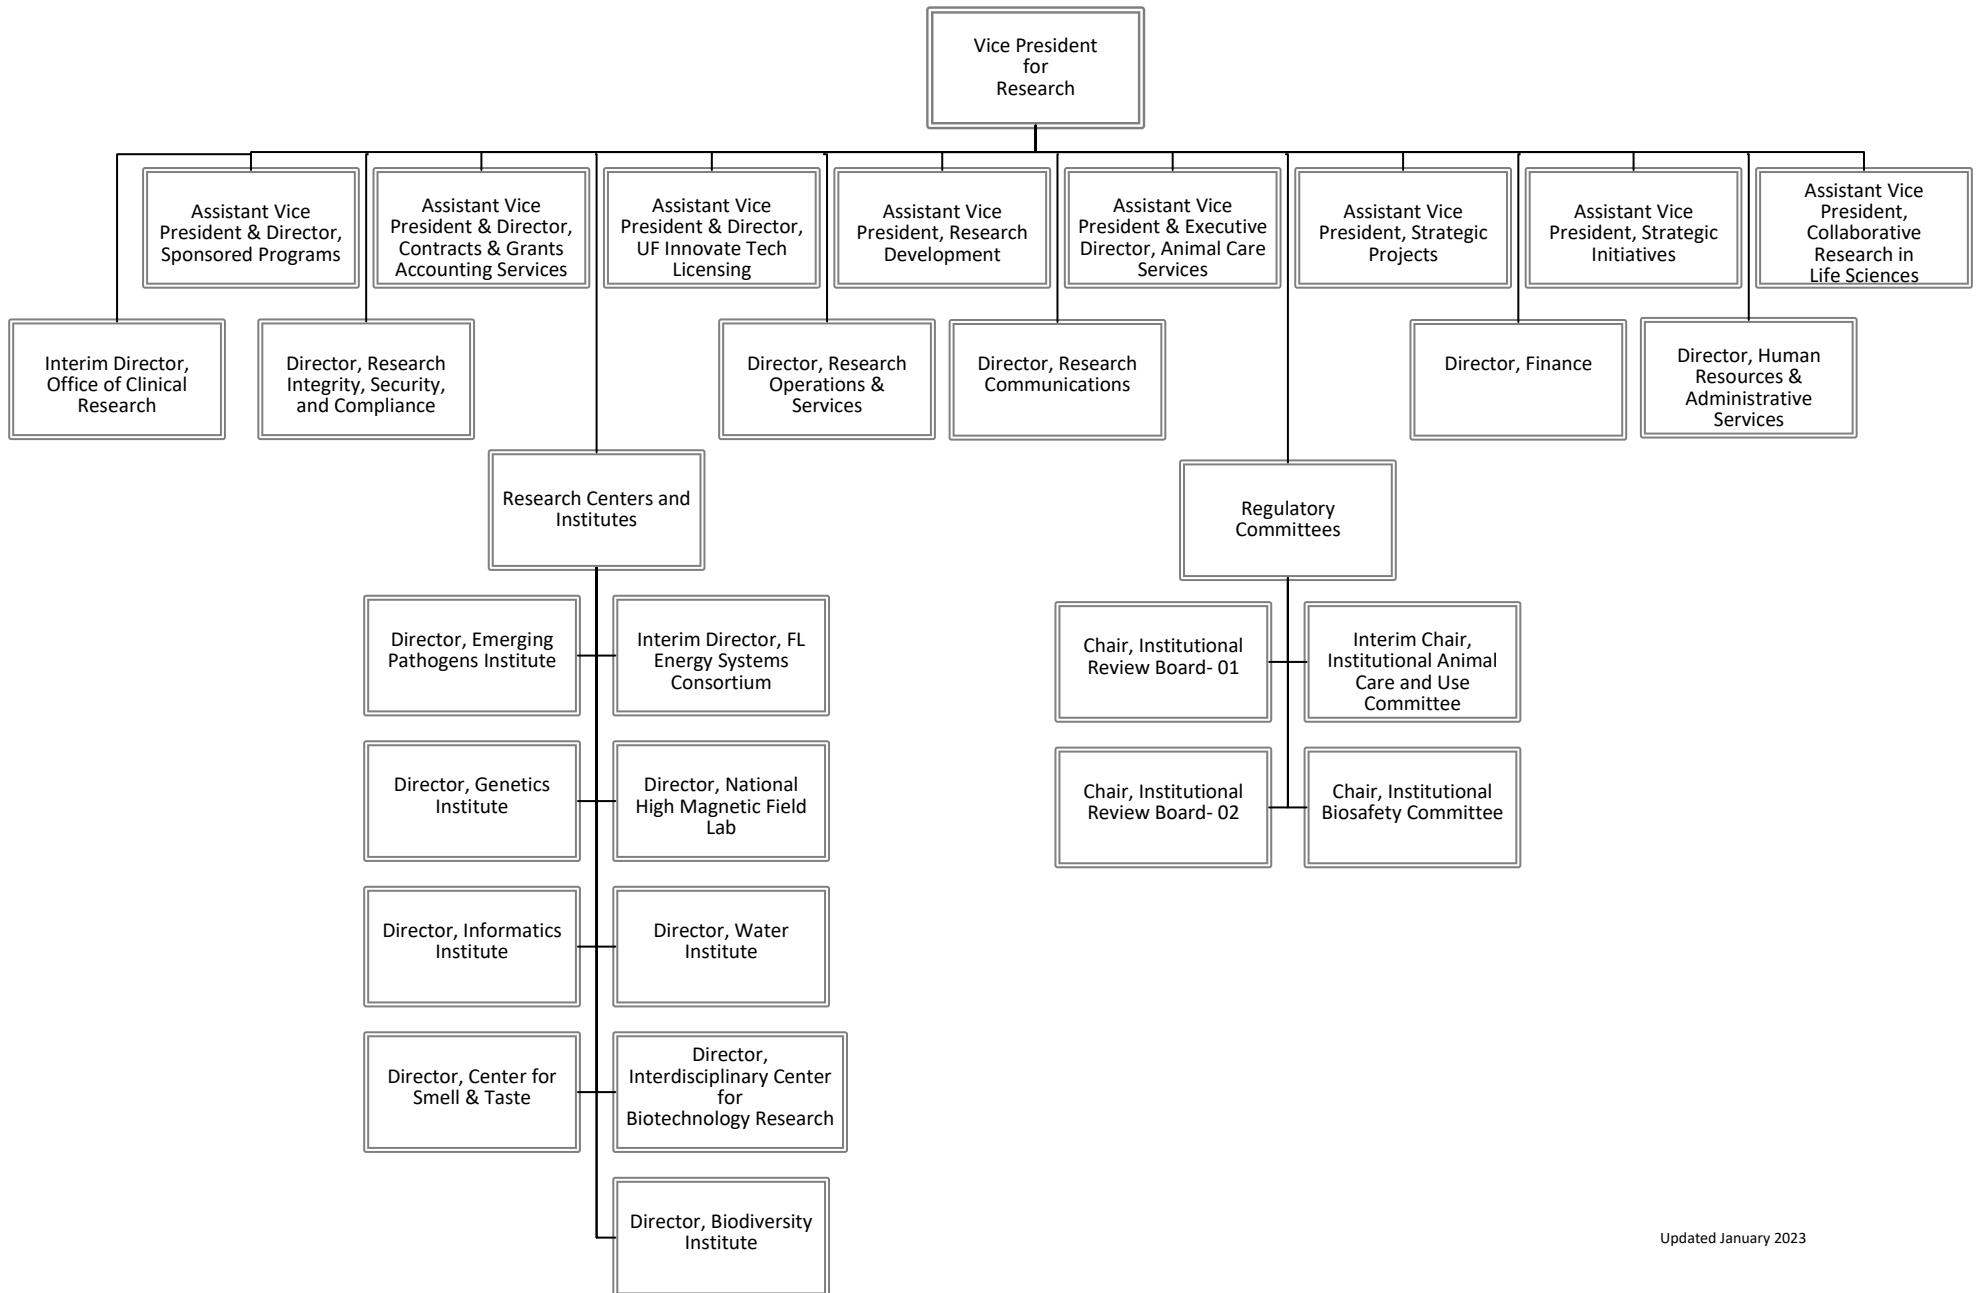 Vice President
for
Research
Assistant Vice
President & Director,
Sponsored Programs
Assistant Vice
President & Director,
Contracts & Grants
Accounting Services
Assistant Vice
President & Director,
UF Innovate Tech
Licensing
Assistant Vice
President, Research
Development
Assistant Vice
President & Executive
Director, Animal Care
Services
Assistant Vice
President, Strategic
Projects
Assistant Vice
President, Strategic
Initiatives
Assistant Vice
President,
Collaborative
Research in
Life Sciences
Interim Director,
Office of Clinical
Research
Director, Research
Integrity, Security,
and Compliance
Director, Research
Operations &
Services
Director, Research
Communications
Director, Finance
Director, Human
Resources &
Administrative
Services
Research Centers and
Institutes
Regulatory
Committees
Director, Emerging
Pathogens Institute
Interim Director, FL
Energy Systems
Consortium
Chair, Institutional
Review Board- 01
Interim Chair,
Institutional Animal
Care and Use
Committee
Director, Genetics
Institute
Director, National
High Magnetic Field
Lab
Chair, Institutional
Review Board- 02
Chair, Institutional
Biosafety Committee
Director, Informatics
Institute
Director, Water
Institute
Director, Center for
Smell & Taste
Director,
Interdisciplinary Center
for
Biotechnology Research
Director, Biodiversity
Institute
Updated January 2023